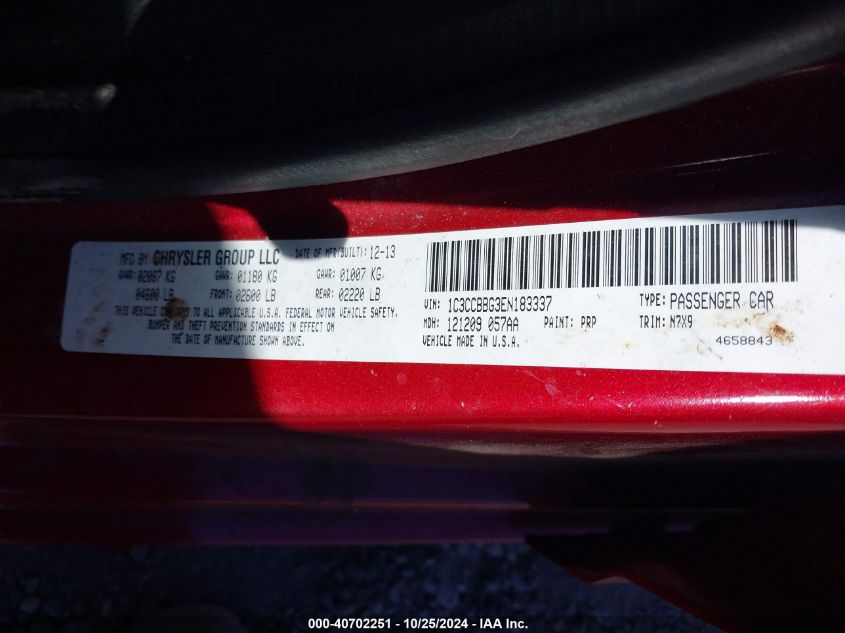 MFD BY: CHRYSLER GROUP LLC DATE OF MFR(BUILT): 12-13
GVWR: 02087 KG GAWR: 01180 KG GAWR: 01007 KG
04600 LB FRONT: 02600 LB REAR: 02220 LB
THIS VEHICLE CONFORMS TO ALL APPLICABLE U.S.A. FEDERAL MOTOR VEHICLE SAFETY,
BUMPER AND THEFT PREVENTION STANDARDS IN EFFECT ON
THE DATE OF MANUFACTURE SHOWN ABOVE.
VIN: 1C3CCBBG3EN183337 TYPE: PASSENGER CAR
MDH: 121209 057AA PAINT: PRP TRIM: N7X9
VEHICLE MADE IN U.S.A. 4658843
000-40702251 - 10/25/2024 - IAA Inc.